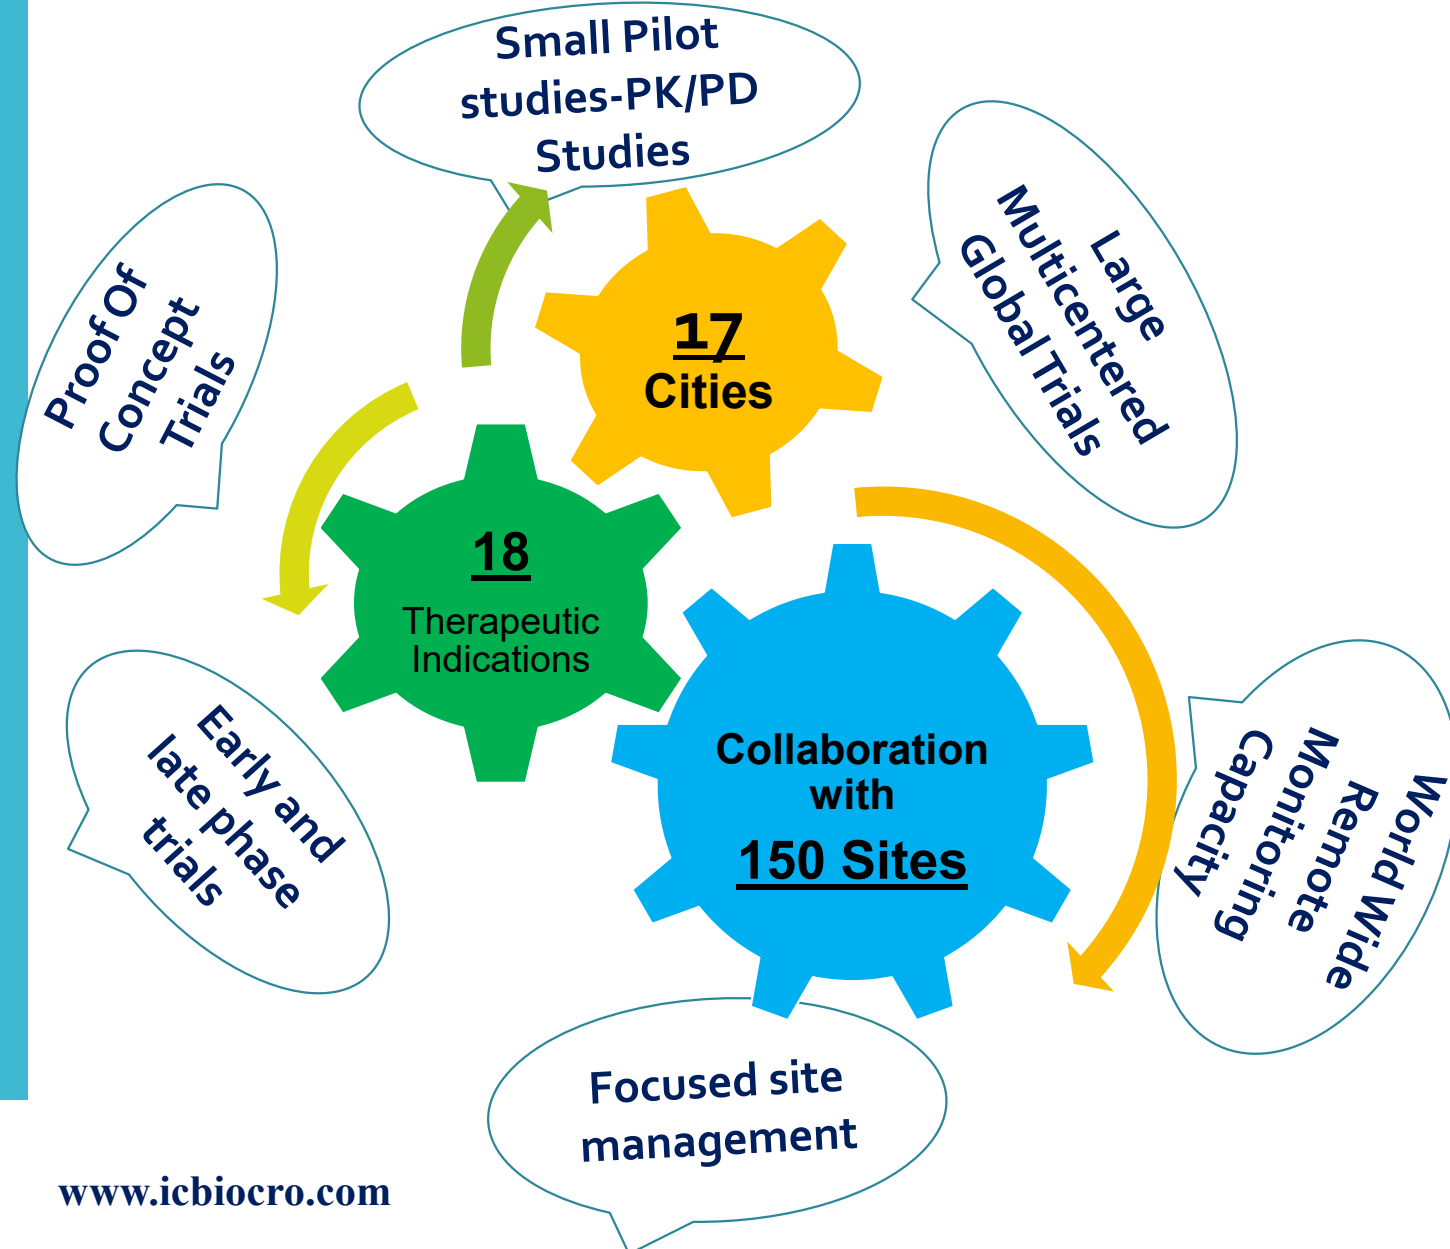 Small Pilot
studies-PK/PD
Studies
Large
Multicentered
Global Trials
Proof Of
Concept
Trials
17
Cities
18
Therapeutic
Indications
Collaboration
with
150 Sites
Early and
late phase
trials
World Wide
Remote
Monitoring
Capacity
Focused site
management
www.icbiocro.com